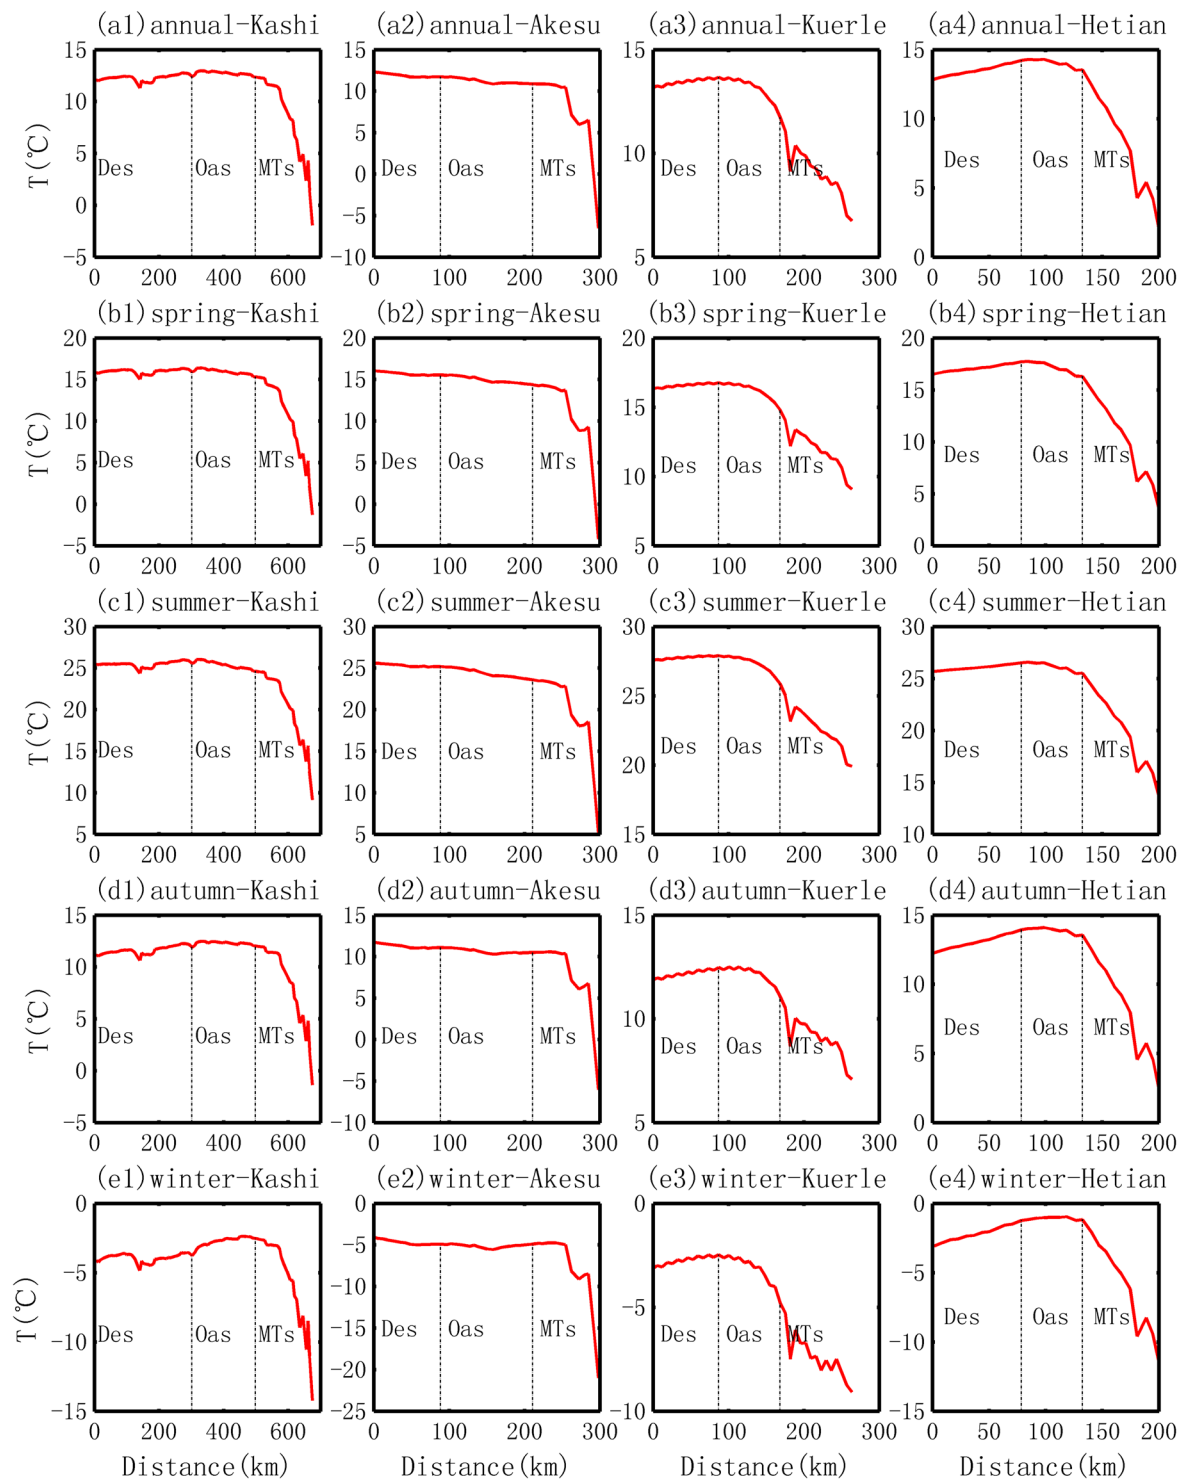 (a1)annual-Kashi (a2)annual-Akesu (a3)annual-Kuerle (a4)annual-Hetian
T(℃)
15 10 5 0 -5
Des Oas MTs
0 200 400 600
15 10 5 0 -5 -10
Des Oas MTs
0 100 200 300
15 10 5
Des Oas MTs
0 100 200 300
15 10 5 0
Des Oas MTs
0 50 100 150 200
(b1)spring-Kashi (b2)spring-Akesu (b3)spring-Kuerle (b4)spring-Hetian
T(℃)
20 15 10 5 0 -5
Des Oas MTs
0 200 400 600
20 15 10 5 0 -5
Des Oas MTs
0 100 200 300
20 15 10 5
Des Oas MTs
0 100 200 300
20 15 10 5 0
Des Oas MTs
0 50 100 150 200
(c1)summer-Kashi (c2)summer-Akesu (c3)summer-Kuerle (c4)summer-Hetian
T(℃)
30 25 20 15 10 5
Des Oas MTs
0 200 400 600
30 25 20 15 10 5
Des Oas MTs
0 100 200 300
30 25 20 15
Des Oas MTs
0 100 200 300
30 25 20 15 10
Des Oas MTs
0 50 100 150 200
(d1)autumn-Kashi (d2)autumn-Akesu (d3)autumn-Kuerle (d4)autumn-Hetian
T(℃)
15 10 5 0 -5
Des Oas MTs
0 200 400 600
15 10 5 0 -5 -10
Des Oas MTs
0 100 200 300
15 10 5
Des Oas MTs
0 100 200 300
15 10 5 0
Des Oas MTs
0 50 100 150 200
(e1)winter-Kashi (e2)winter-Akesu (e3)winter-Kuerle (e4)winter-Hetian
T(℃)
0 -5 -10 -15
Des Oas MTs
0 200 400 600
0 -5 -10 -15 -20 -25
Des Oas MTs
0 100 200 300
0 -5 -10
Des Oas MTs
0 100 200 300
0 -5 -10 -15
Des Oas MTs
0 50 100 150 200
Distance(km) Distance(km) Distance(km) Distance(km)